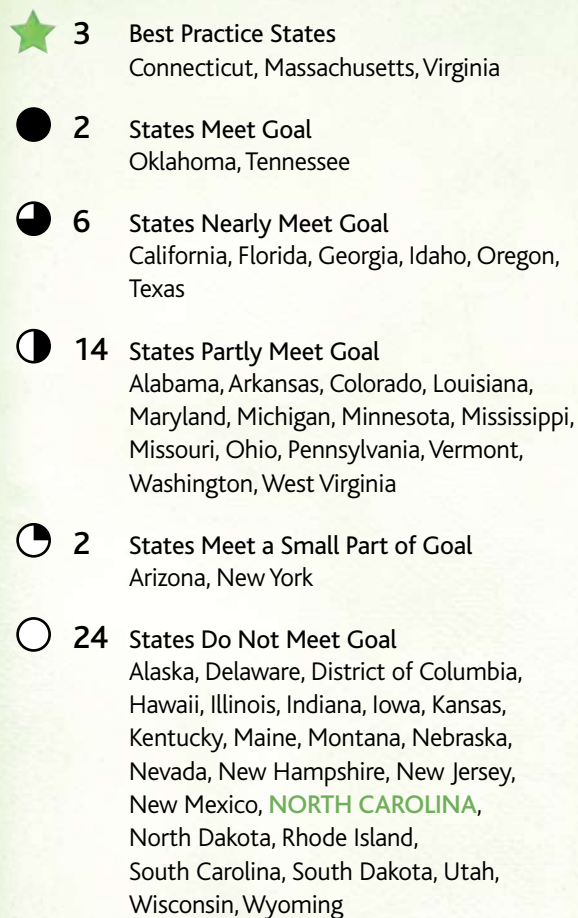 3 Best Practice States
Connecticut, Massachusetts, Virginia
2 States Meet Goal
Oklahoma, Tennessee
6 States Nearly Meet Goal
California, Florida, Georgia, Idaho, Oregon,
Texas
14 States Partly Meet Goal
Alabama, Arkansas, Colorado, Louisiana,
Maryland, Michigan, Minnesota, Mississippi,
Missouri, Ohio, Pennsylvania, Vermont,
Washington, West Virginia
2 States Meet a Small Part of Goal
Arizona, New York
24 States Do Not Meet Goal
Alaska, Delaware, District of Columbia,
Hawaii, Illinois, Indiana, Iowa, Kansas,
Kentucky, Maine, Montana, Nebraska,
Nevada, New Hampshire, New Jersey,
New Mexico, NORTH CAROLINA,
North Dakota, Rhode Island,
South Carolina, South Dakota, Utah,
Wisconsin, Wyoming